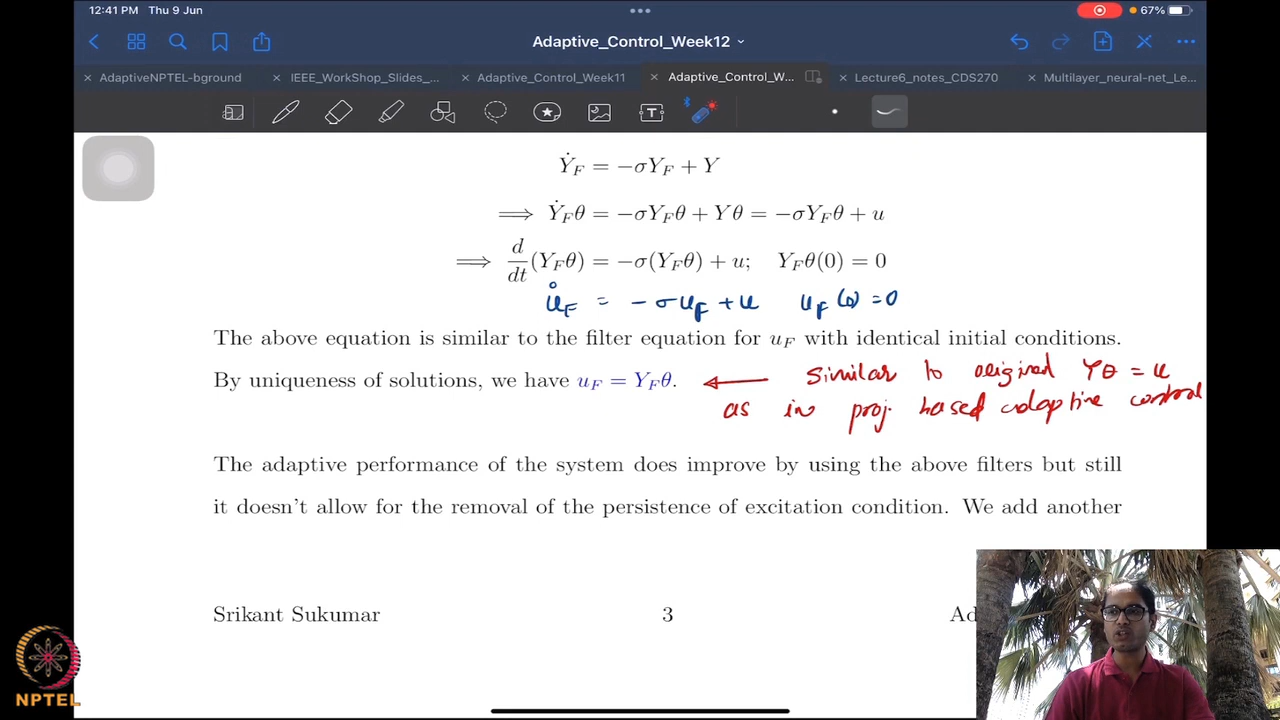 12:41 PM Thu 9 Jun
67%
Adaptive_Control_Week12
AdaptiveNPTEL-bground
IEEE_WorkShop_Slides_...
Adaptive_Control_Week11
Adaptive_Control_W...
Lecture6_notes_CDS270
Multilayer_neural-net_Le...
Ẏ_F = −σY_F + Y
⟹ Ẏ_Fθ = −σY_Fθ + Yθ = −σY_Fθ + u
⟹ d/dt (Y_Fθ) = −σ(Y_Fθ) + u; Y_Fθ(0) = 0
u̇_F = −σu_F + u u_F(0) = 0
The above equation is similar to the filter equation for u_F with identical initial conditions.
By uniqueness of solutions, we have u_F = Y_Fθ.
← similar to original Yθ = u
as in proj. based adaptive control
The adaptive performance of the system does improve by using the above filters but still
it doesn't allow for the removal of the persistence of excitation condition. We add another
Srikant Sukumar
3
Ad
NPTEL